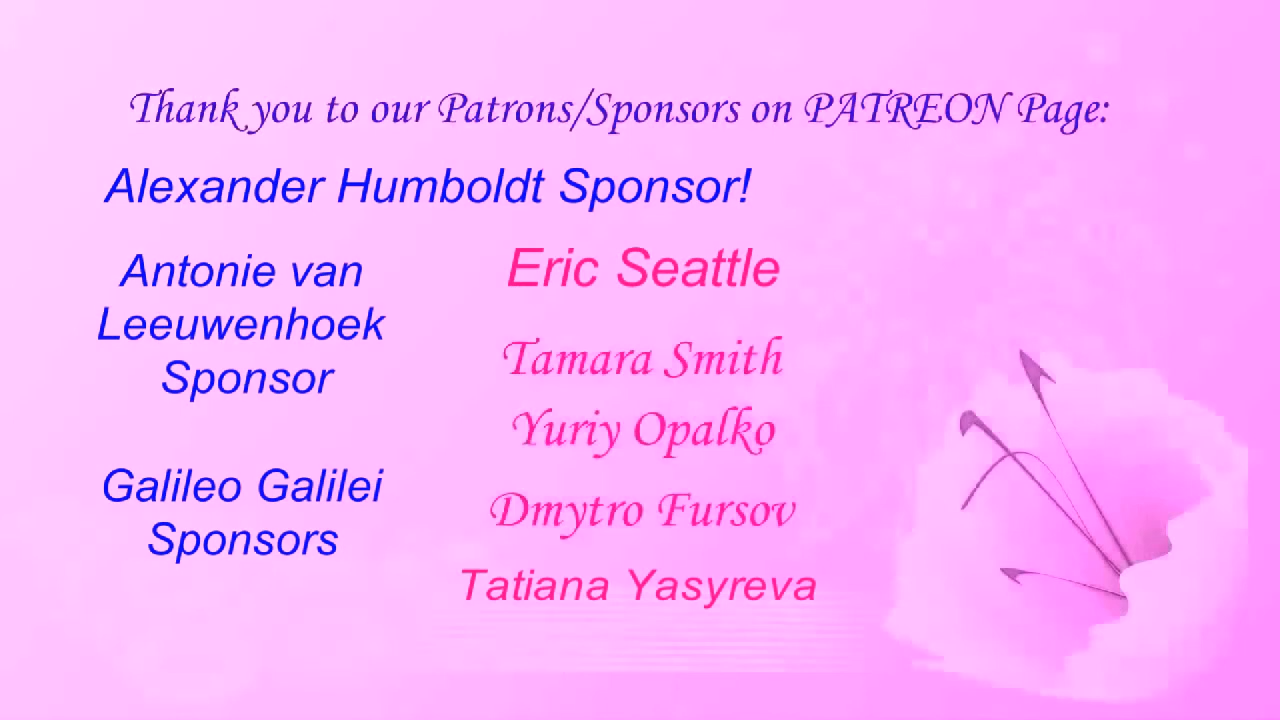 Thank you to our Patrons/Sponsors on PATREON Page:
Alexander Humboldt Sponsor!
Antonie van
Leeuwenhoek
Sponsor
Eric Seattle
Tamara Smith
Yuriy Opalko
Galileo Galilei
Sponsors
Dmytro Fursov
Tatiana Yasyreva